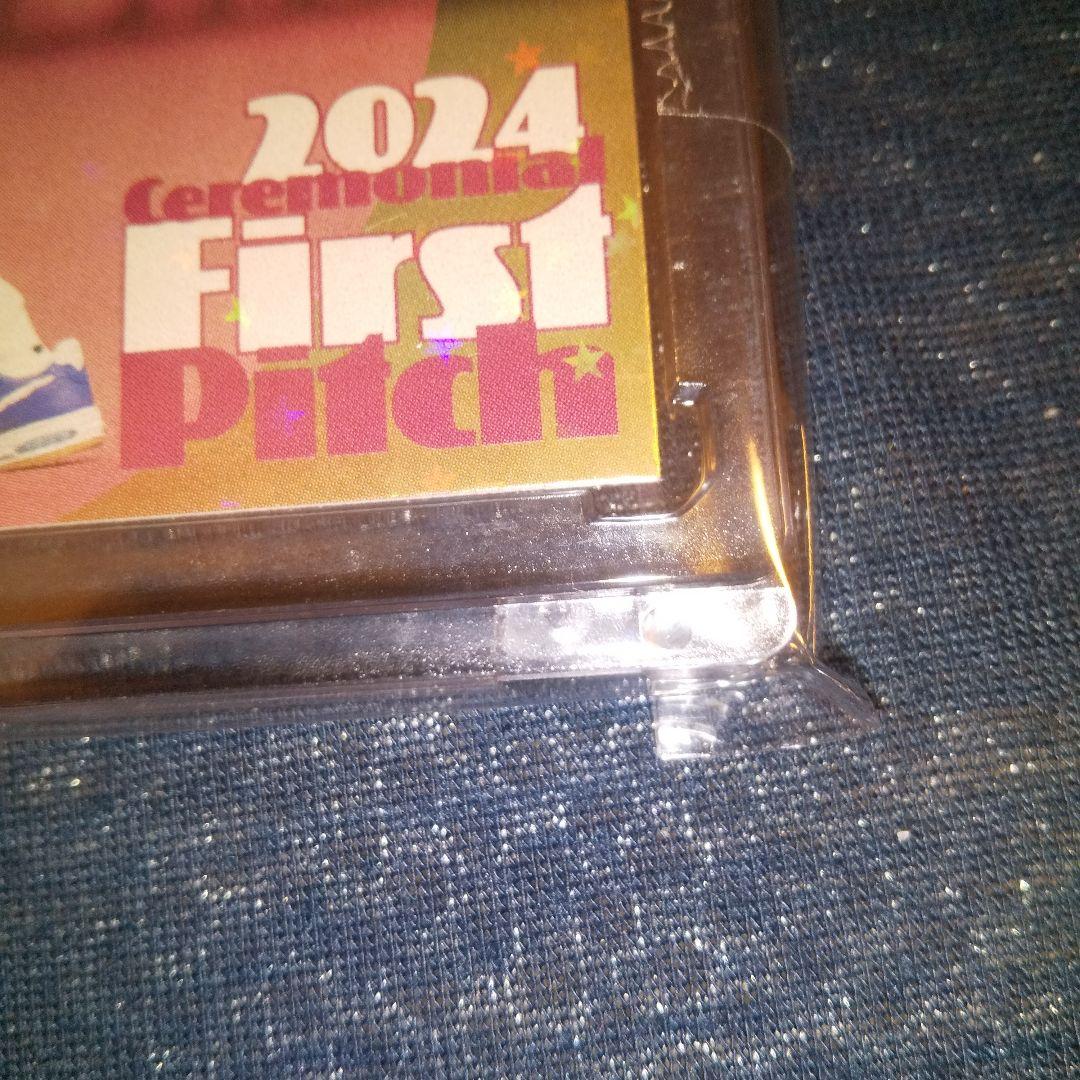 2024
Ceremonial
First
Pitch